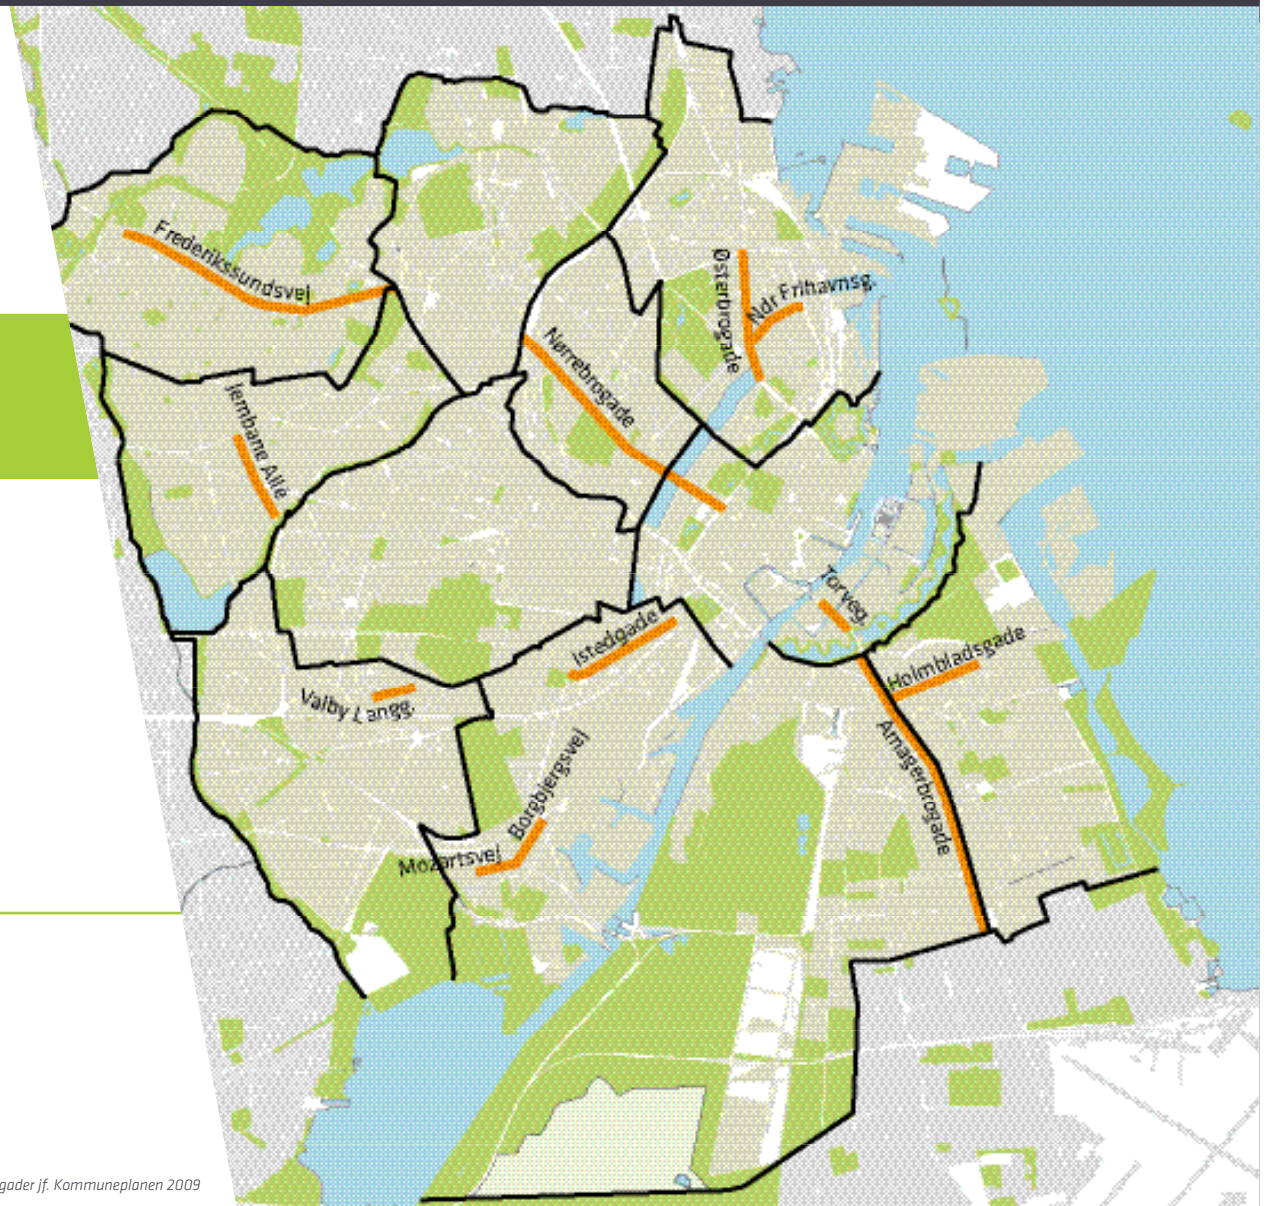 Frederikssundsvej
Østerbrogade
Ndr Frihavnsg.
Nørrebrogade
Jernbane Allé
Torveg.
Istedgade
Holmbladsgade
Valby Langg.
Amagerbrogade
Borgbjergsvej
Mozartsvej
gader jf. Kommuneplanen 2009